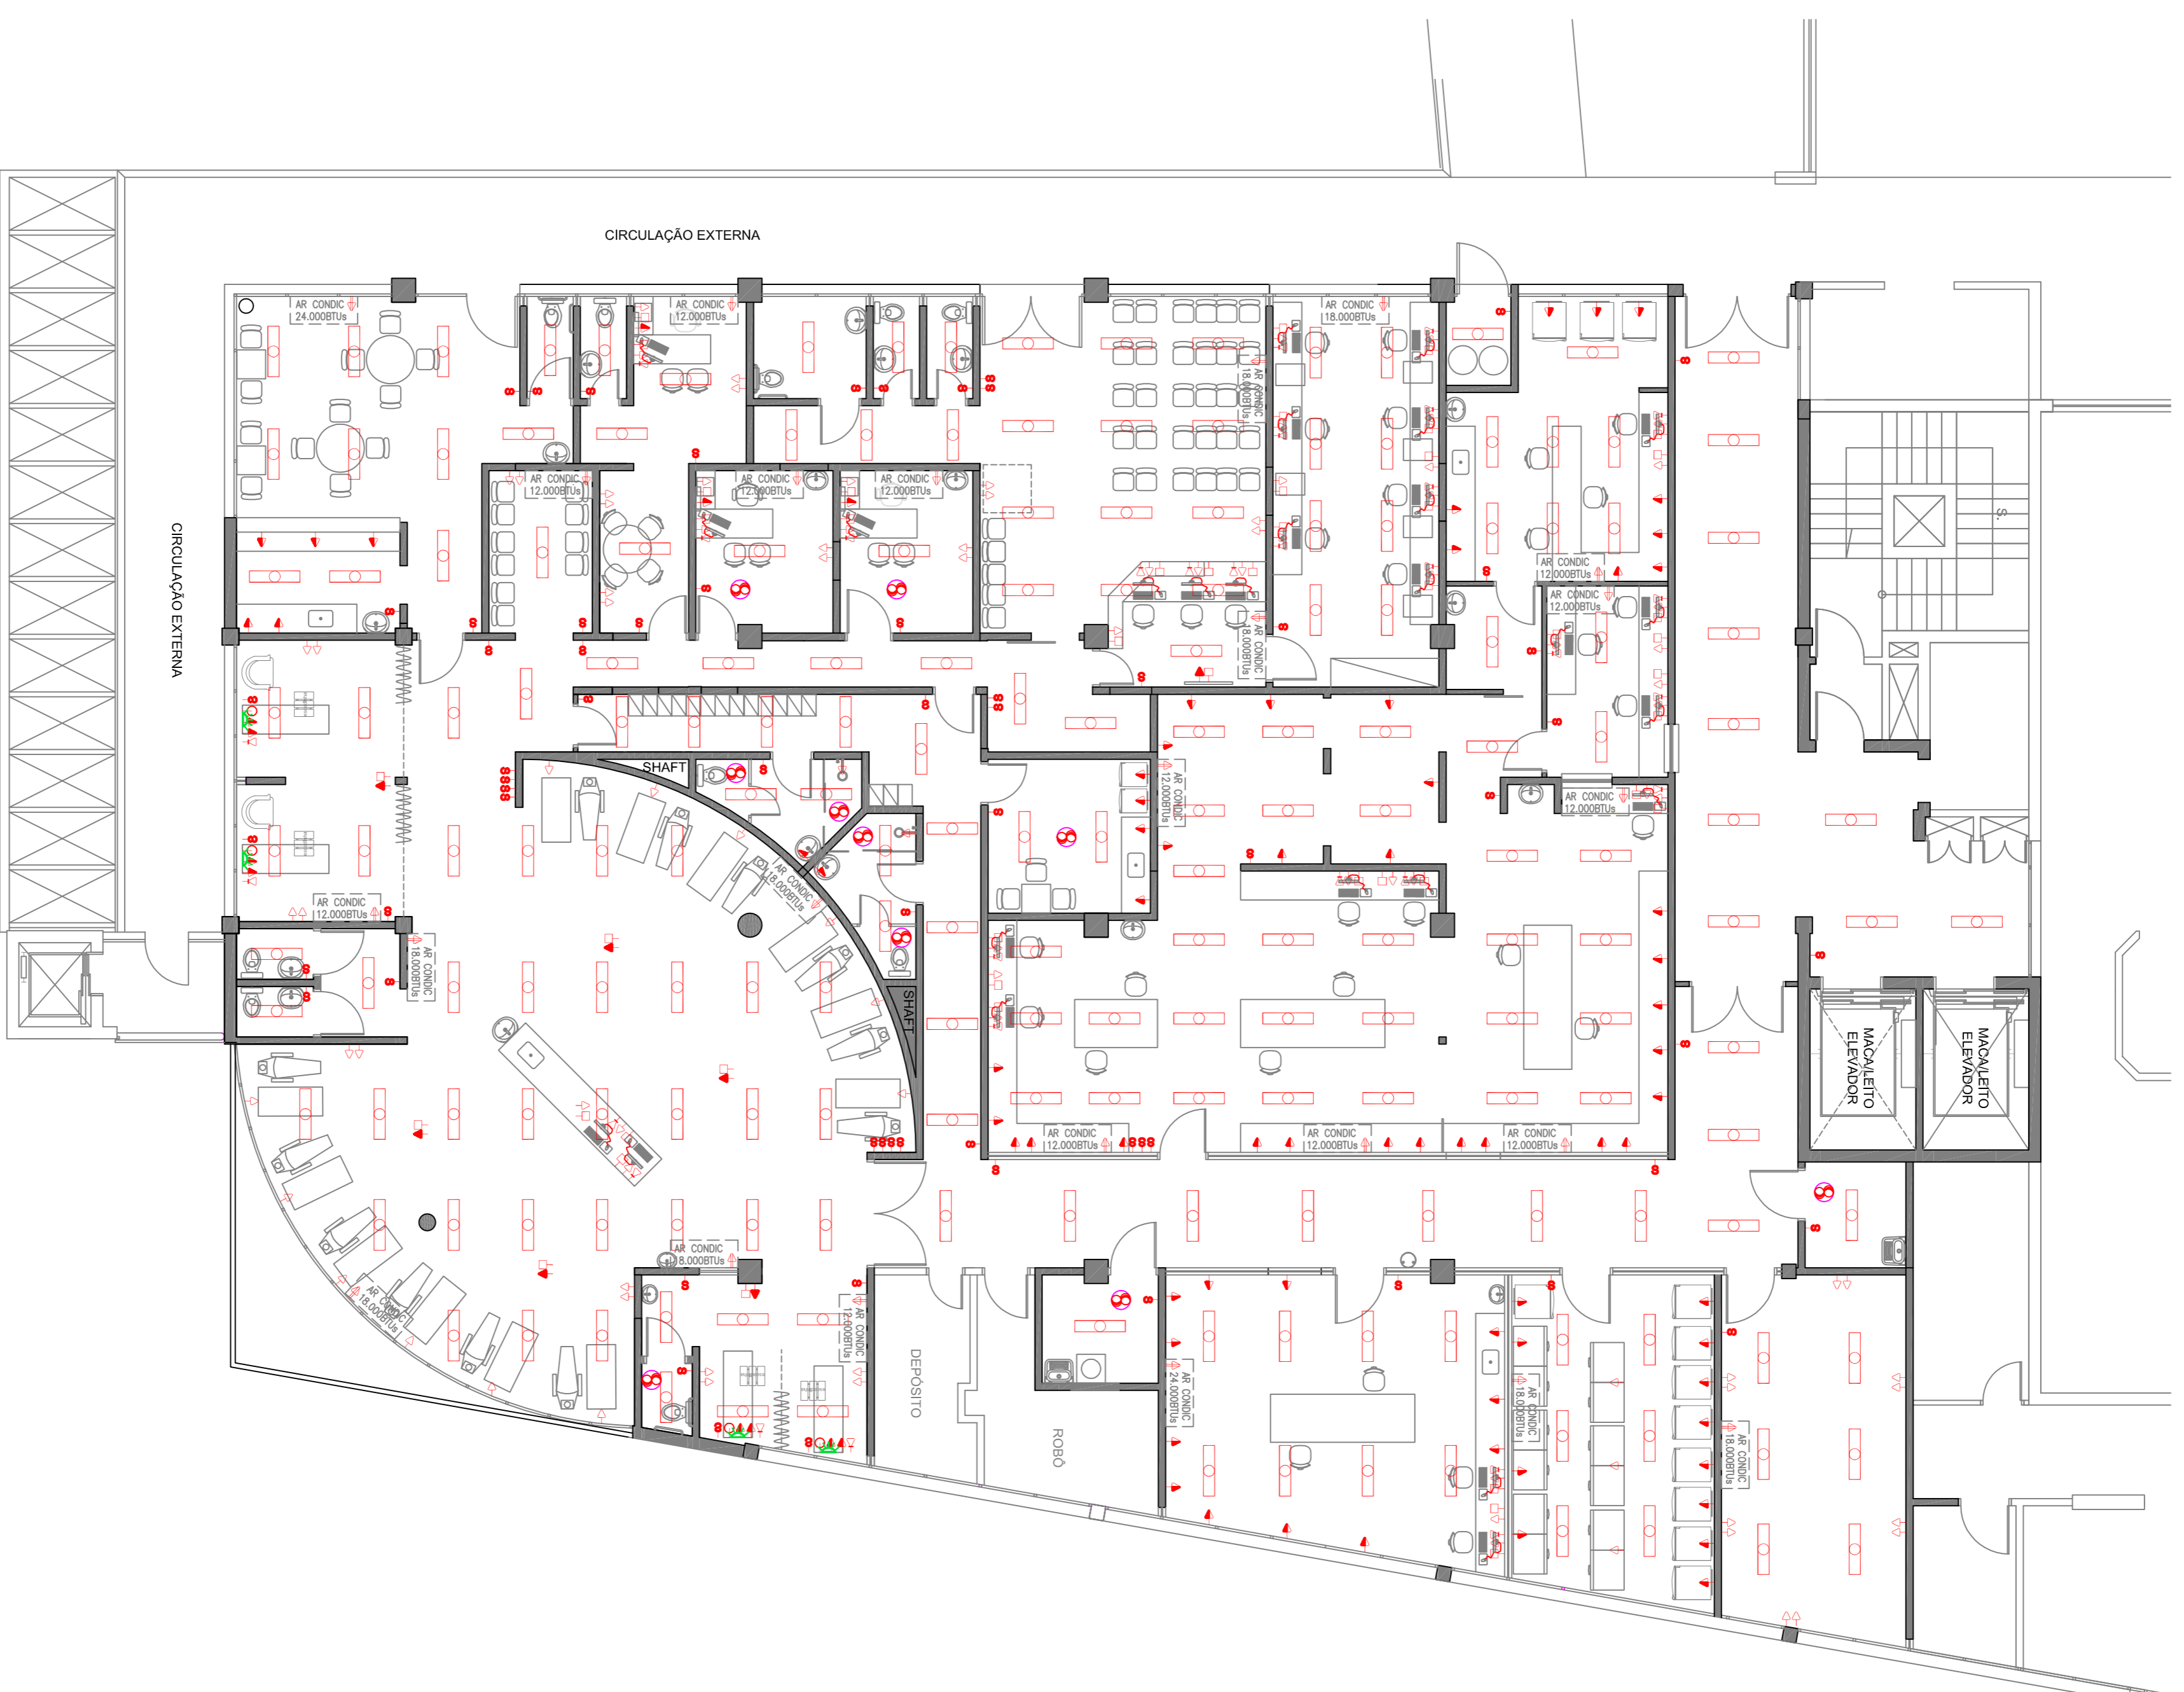 CIRCULAÇÃO EXTERNA
AR CONDIC
24.000BTUs
AR CONDIC
12.000BTUs
AR CONDIC
18.000BTUs
AR CONDIC
18.000BTUs
AR CONDIC
12.000BTUs
AR CONDIC
12.000BTUs
AR CONDIC
12.000BTUs
S.
CIRCULAÇÃO EXTERNA
AR CONDIC
12.000BTUs
AR CONDIC
12.000BTUs
AR CONDIC
18.000BTUs
SHAFT
AR CONDIC
12.000BTUs
AR CONDIC
12.000BTUs
AR CONDIC
18.000BTUs
AR CONDIC
12.000BTUs
AR CONDIC
18.000BTUs
SHAFT
MACA/LEITO
ELEVADOR
MACA/LEITO
ELEVADOR
AR CONDIC
12.000BTUs
AR CONDIC
12.000BTUs
AR CONDIC
12.000BTUs
AR CONDIC
18.000BTUs
AR CONDIC
18.000BTUs
AR CONDIC
12.000BTUs
DEPÓSITO
ROBÔ
AR CONDIC
24.000BTUs
AR CONDIC
18.000BTUs
AR CONDIC
18.000BTUs